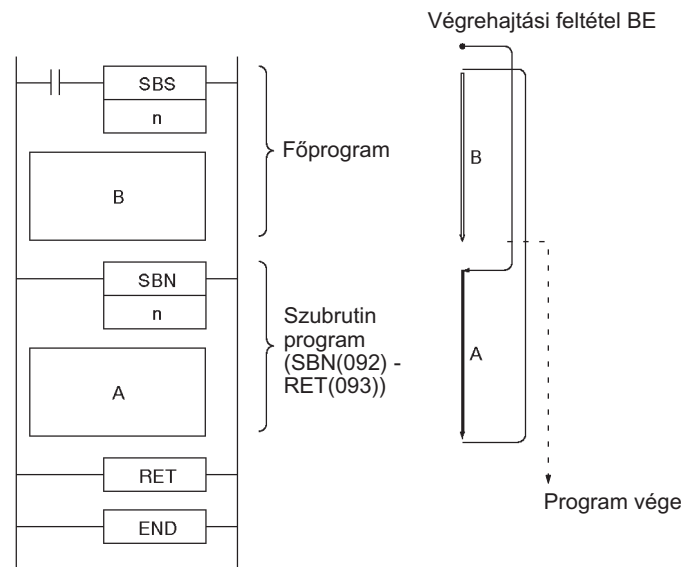 Végrehajtási feltétel BE
SBS
n
Főprogram
B
B
SBN
n
Szubrutin
program
(SBN(092) -
RET(093))
A
A
RET
END
Program vége